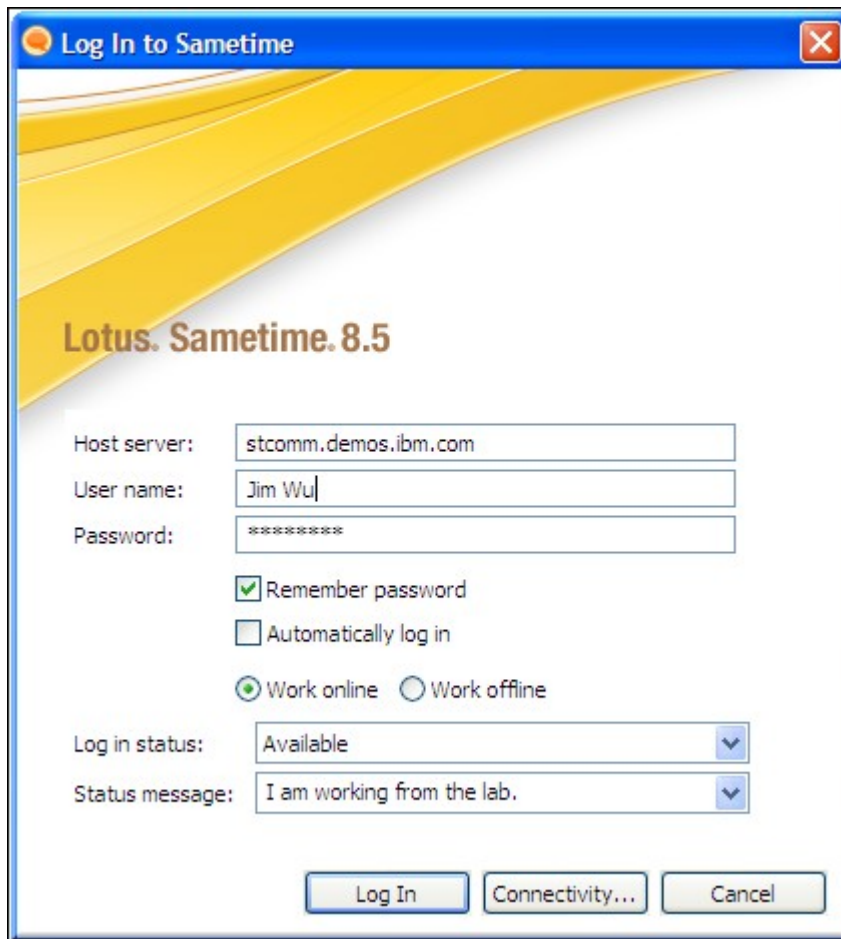 Log In to Sametime
Lotus. Sametime. 8.5
Host server: stcomm.demos.ibm.com
User name: Jim Wu
Password: ********
Remember password
Automatically log in
Work online Work offline
Log in status: Available
Status message: I am working from the lab.
Log In Connectivity... Cancel